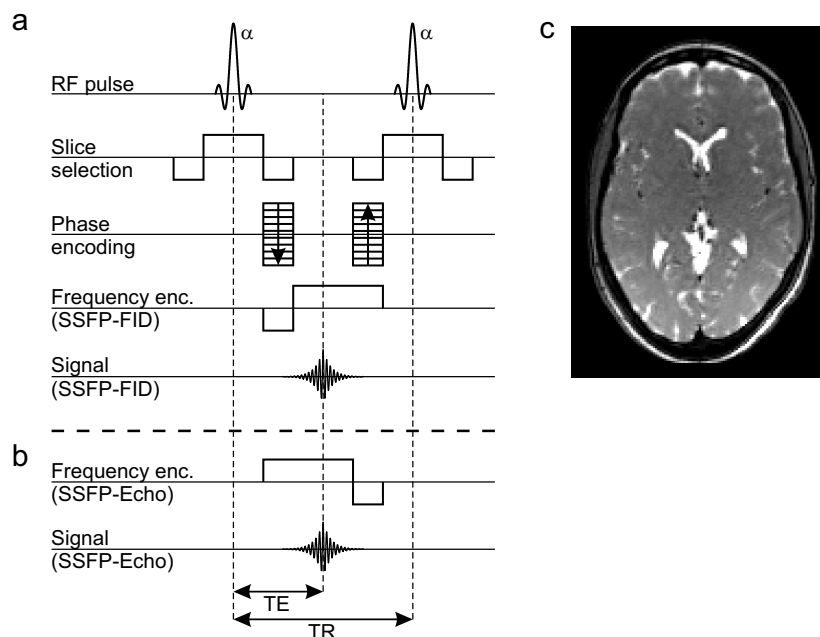 a
α
α
RF pulse
Slice
selection
Phase
encoding
Frequency enc.
(SSFP-FID)
Signal
(SSFP-FID)
b
Frequency enc.
(SSFP-Echo)
Signal
(SSFP-Echo)
TE
TR
c